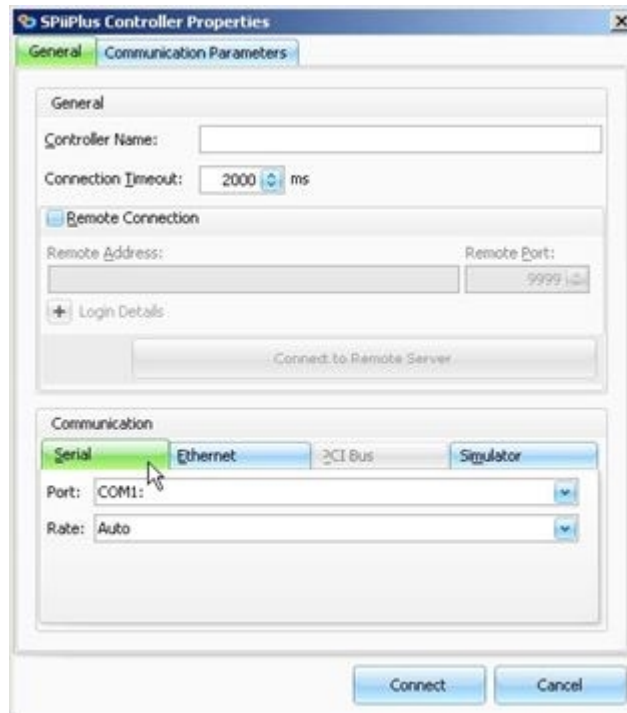 SPiiPlus Controller Properties
General Communication Parameters
General
Controller Name:
Connection Timeout: 2000 ms
Remote Connection
Remote Address: Remote Port:
9999
+ Login Details
Connect to Remote Server
Communication
Serial Ethernet PCI Bus Simulator
Port: COM1:
Rate: Auto
Connect Cancel